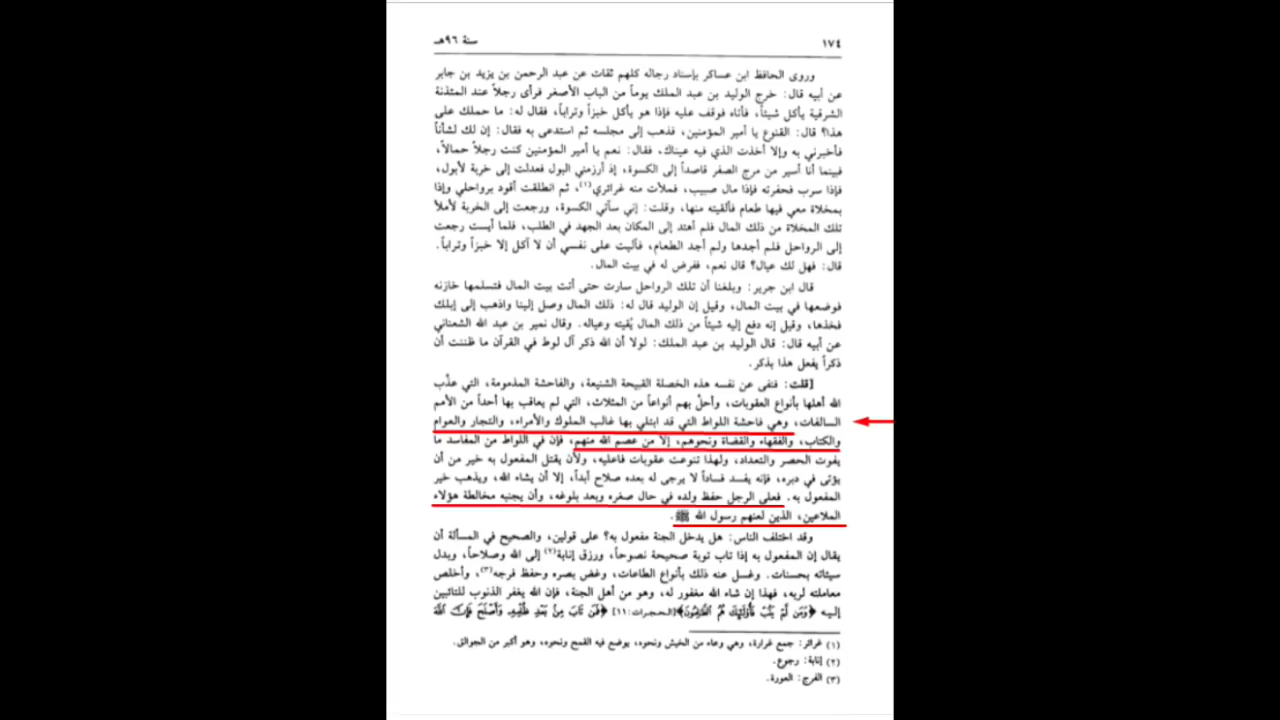 ١٧٤ سنة ٩٦هـ
وروى الحافظ ابن عساكر بإسناد رجاله كلهم ثقات عن عبد الرحمن بن يزيد بن جابر
عن أبيه قال: خرج الوليد بن عبد الملك يوماً من الباب الأصغر فرأى رجلاً عند المئذنة
الشرقية يأكل شيئاً، فأتاه فوقف عليه فإذا هو يأكل خبزاً وتراباً، فقال له: ما حملك على
هذا؟ قال: القنوع يا أمير المؤمنين، فذهب إلى مجلسه ثم استدعى به فقال: إن لك لشأناً
فأخبرني به وإلا أخذت الذي فيه عيناك، فقال: نعم يا أمير المؤمنين كنت رجلاً حمالاً،
فبينما أنا أسير من مرج الصفر قاصداً إلى الكسوة، إذ أرزمني البول فعدلت إلى خربة لأبول،
فإذا سرب فحفرته فإذا مال صبيب، فملأت منه غرائري(١)، ثم انطلقت أقود برواحلي وإذا
بمخلاة معي فيها طعام فألقيته منها، وقلت: إني سآتي الكسوة، ورجعت إلى الخربة لأملأ
تلك المخلاة من ذلك المال فلم أهتد إلى المكان بعد الجهد في الطلب، فلما أيست رجعت
إلى الرواحل فلم أجدها ولم أجد الطعام، فآليت على نفسي أن لا آكل إلا خبزاً وتراباً.
قال: فهل لك عيال؟ قال نعم، ففرض له في بيت المال.
قال ابن جرير: وبلغنا أن تلك الرواحل سارت حتى أتت بيت المال فتسلمها خازنه
فوضعها في بيت المال، وقيل إن الوليد قال له: ذلك المال وصل إلينا واذهب إلى إبلك
فخذها، وقيل إنه دفع إليه شيئاً من ذلك المال يُقيته وعياله. وقال نمير بن عبد الله الشعناني
عن أبيه قال: قال الوليد بن عبد الملك: لولا أن الله ذكر آل لوط في القرآن ما ظننت أن
ذكراً يفعل هذا بذكر.
[قلت: فنفى عن نفسه هذه الخصلة القبيحة الشنيعة، والفاحشة المذمومة، التي عذَّب
الله أهلها بأنواع العقوبات، وأحلَّ بهم أنواعاً من المثلات، التي لم يعاقب بها أحداً من الأمم
السالفات، وهي فاحشة اللواط التي قد ابتلي بها غالب الملوك والأمراء، والتجار والعوام
والكتاب، والفقهاء والقضاة ونحوهم، إلا من عصم الله منهم، فإن في اللواط من المفاسد ما
يفوت الحصر والتعداد، ولهذا تنوعت عقوبات فاعليه، ولأن يقتل المفعول به خير من أن
يؤتى في دبره، فإنه يفسد فساداً لا يرجى له بعده صلاح أبداً، إلا أن يشاء الله، ويذهب خير
المفعول به. فعلى الرجل حفظ ولده في حال صغره وبعد بلوغه، وأن يجنبه مخالطة هؤلاء
الملاعين، الذين لعنهم رسول الله ﷺ.
وقد اختلف الناس: هل يدخل الجنة مفعول به؟ على قولين، والصحيح في المسألة أن
يقال إن المفعول به إذا تاب توبة صحيحة نصوحاً، ورزق إنابة(٢) إلى الله وصلاحاً، وبدل
سيئاته بحسنات. وغسل عنه ذلك بأنواع الطاعات، وغض بصره وحفظ فرجه(٣)، وأخلص
معاملته لربه، فهذا إن شاء الله مغفور له، وهو من أهل الجنة، فإن الله يغفر الذنوب للتائبين
إليه ﴿وَمَن لَّمْ يَتُبْ فَأُوْلَٰٓئِكَ هُمُ ٱلظَّٰلِمُونَ﴾[الحجرات:١١] ﴿فَمَن تَابَ مِنۢ بَعْدِ ظُلْمِهِۦ وَأَصْلَحَ فَإِنَّ ٱللَّهَ
(١) غرائر: جمع غرارة، وهي وعاء من الخيش ونحوه، يوضع فيه القمح ونحوه، وهو أكبر من الجوالق.
(٢) إنابة: رجوع.
(٣) الفرج: العورة.